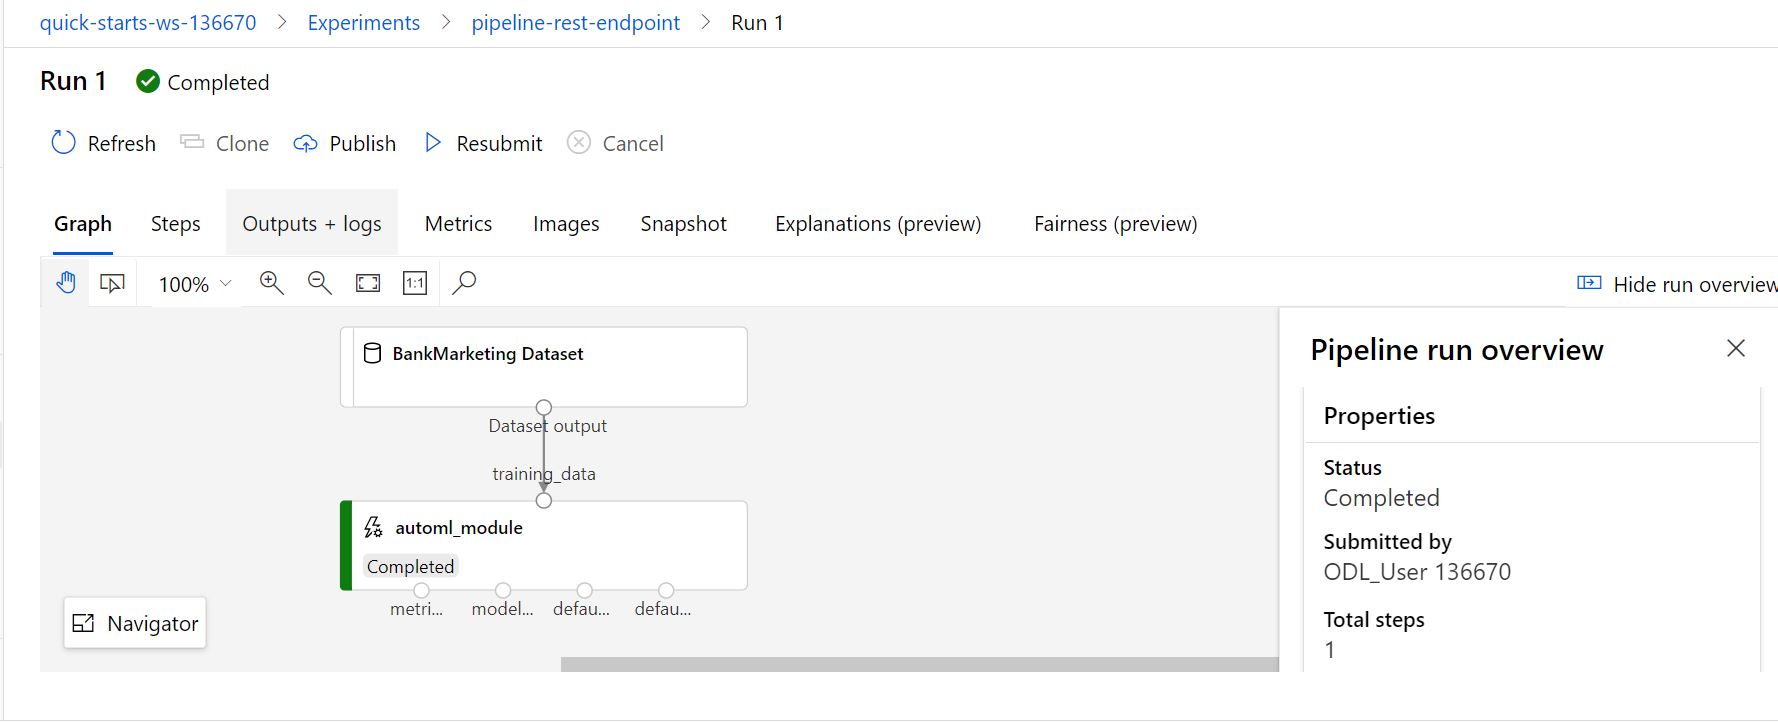 quick-starts-ws-136670 > Experiments > pipeline-rest-endpoint > Run 1
Run 1 Completed
Refresh Clone Publish Resubmit Cancel
Graph Steps Outputs + logs Metrics Images Snapshot Explanations (preview) Fairness (preview)
100% 1:1 Hide run overview
BankMarketing Dataset
Dataset output
training_data
automl_module
Completed
metri... model... defau... defau...
Navigator
Pipeline run overview
Properties
Status
Completed
Submitted by
ODL_User 136670
Total steps
1